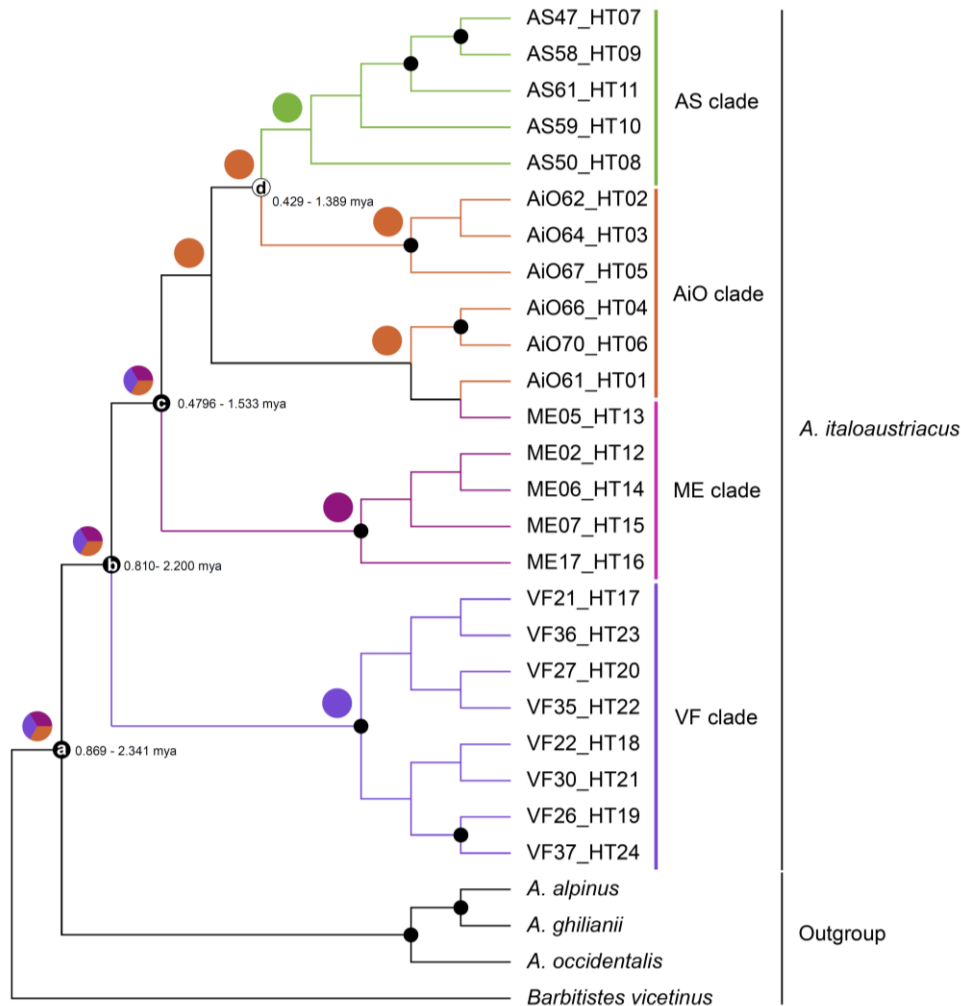 AS47_HT07
AS58_HT09
AS61_HT11
AS59_HT10
AS50_HT08
AS clade
d
0.429 - 1.389 mya
AiO62_HT02
AiO64_HT03
AiO67_HT05
AiO66_HT04
AiO70_HT06
AiO61_HT01
AiO clade
c
0.4796 - 1.533 mya
ME05_HT13
ME02_HT12
ME06_HT14
ME07_HT15
ME17_HT16
ME clade
A. italoaustriacus
b
0.810- 2.200 mya
VF21_HT17
VF36_HT23
VF27_HT20
VF35_HT22
VF22_HT18
VF30_HT21
VF26_HT19
VF37_HT24
VF clade
a
0.869 - 2.341 mya
A. alpinus
A. ghilianii
A. occidentalis
Barbitistes vicetinus
Outgroup